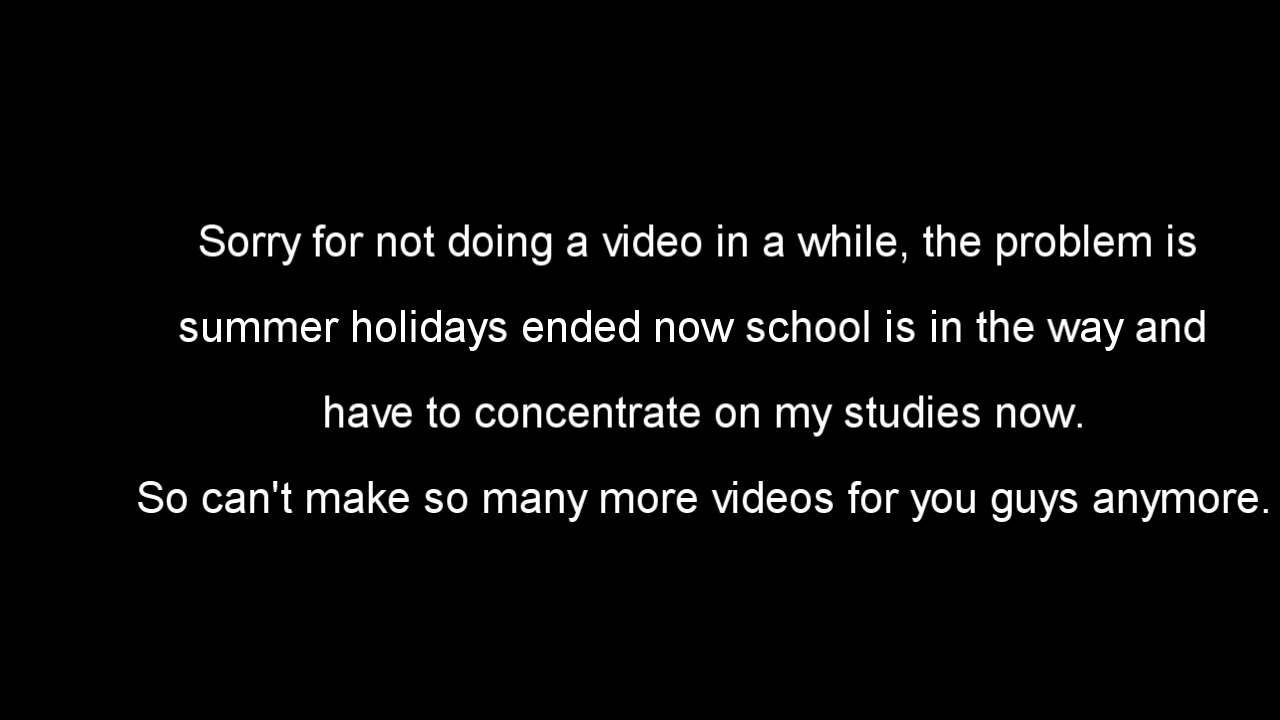 Sorry for not doing a video in a while, the problem is
summer holidays ended now school is in the way and
have to concentrate on my studies now.
So can't make so many more videos for you guys anymore.